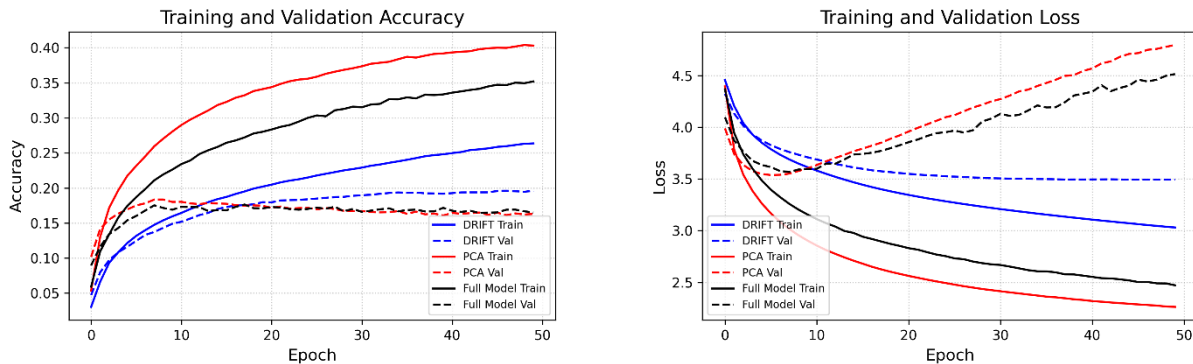 Training and Validation Accuracy
0.40
0.35
0.30
0.25
0.20
0.15
0.10
0.05
Accuracy
DRIFT Train
DRIFT Val
PCA Train
PCA Val
Full Model Train
Full Model Val
0 10 20 30 40 50
Epoch
Training and Validation Loss
4.5
4.0
3.5
3.0
2.5
Loss
DRIFT Train
DRIFT Val
PCA Train
PCA Val
Full Model Train
Full Model Val
0 10 20 30 40 50
Epoch